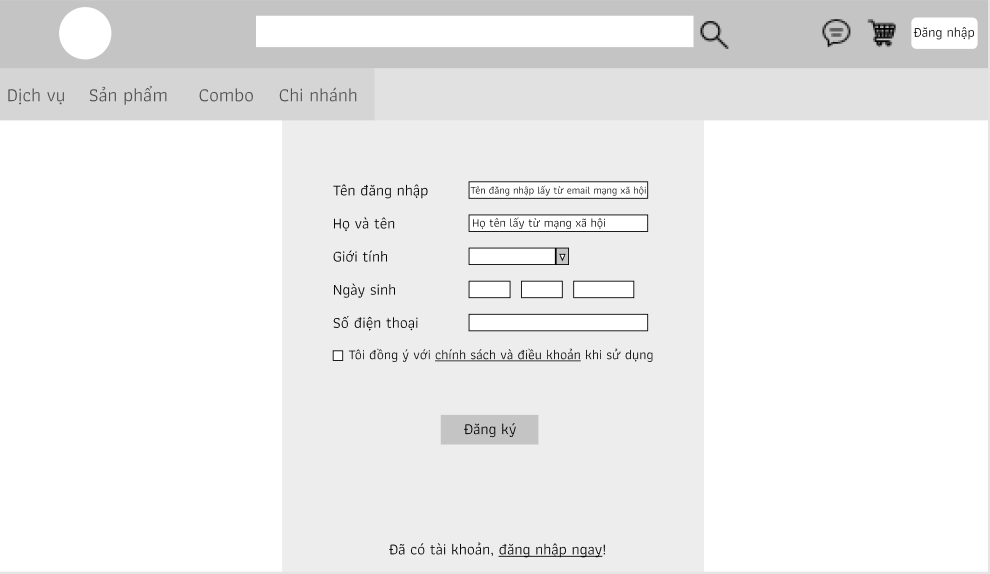 Đăng nhập
Dịch vụ Sản phẩm Combo Chi nhánh
Tên đăng nhập Tên đăng nhập lấy từ email mạng xã hội
Họ và tên Họ tên lấy từ mạng xã hội
Giới tính
Ngày sinh
Số điện thoại
Tôi đồng ý với chính sách và điều khoản khi sử dụng
Đăng ký
Đã có tài khoản, đăng nhập ngay!